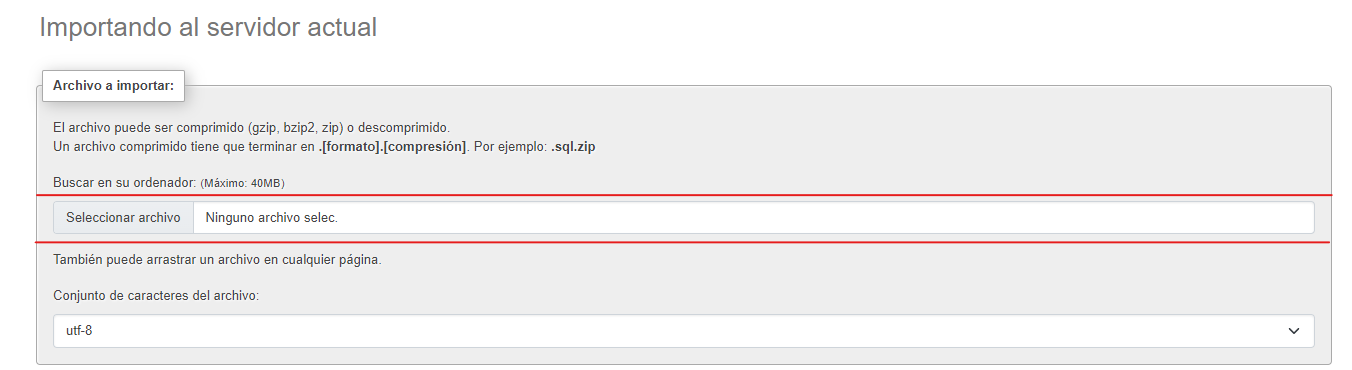 Importando al servidor actual
Archivo a importar:
El archivo puede ser comprimido (gzip, bzip2, zip) o descomprimido.
Un archivo comprimido tiene que terminar en .[formato].[compresión]. Por ejemplo: .sql.zip
Buscar en su ordenador: (Máximo: 40MB)
Seleccionar archivo Ninguno archivo selec.
También puede arrastrar un archivo en cualquier página.
Conjunto de caracteres del archivo:
utf-8